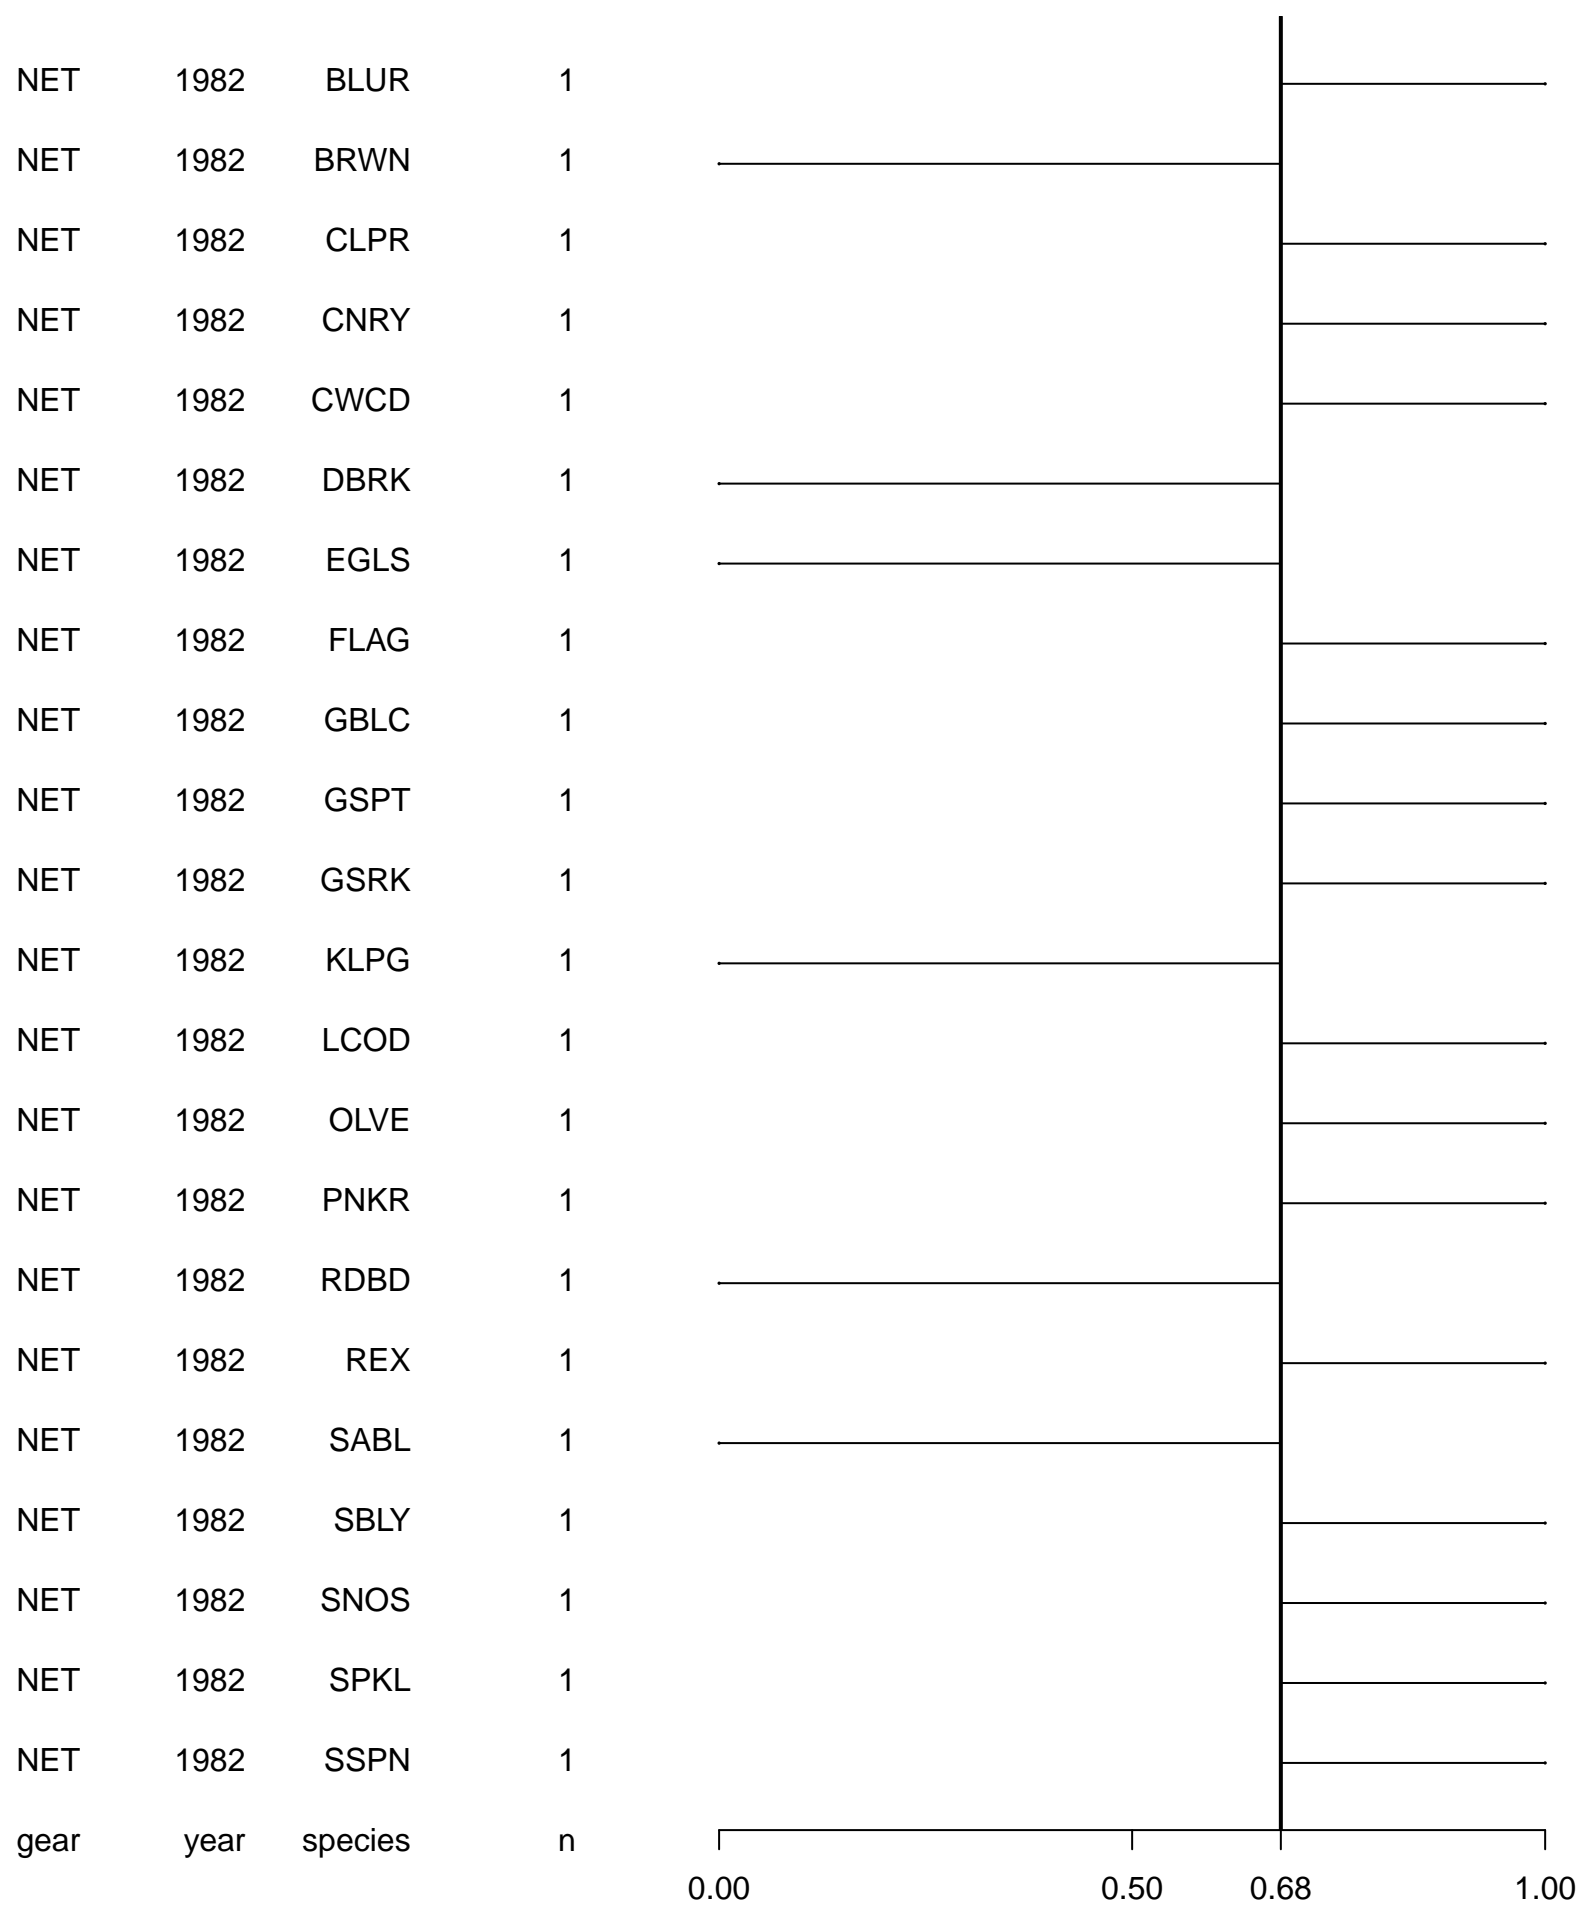 NET 1982 BLUR 1
NET 1982 BRWN 1
NET 1982 CLPR 1
NET 1982 CNRY 1
NET 1982 CWCD 1
NET 1982 DBRK 1
NET 1982 EGLS 1
NET 1982 FLAG 1
NET 1982 GBLC 1
NET 1982 GSPT 1
NET 1982 GSRK 1
NET 1982 KLPG 1
NET 1982 LCOD 1
NET 1982 OLVE 1
NET 1982 PNKR 1
NET 1982 RDBD 1
NET 1982 REX 1
NET 1982 SABL 1
NET 1982 SBLY 1
NET 1982 SNOS 1
NET 1982 SPKL 1
NET 1982 SSPN 1
gear year species n
0.00 0.50 0.68 1.00